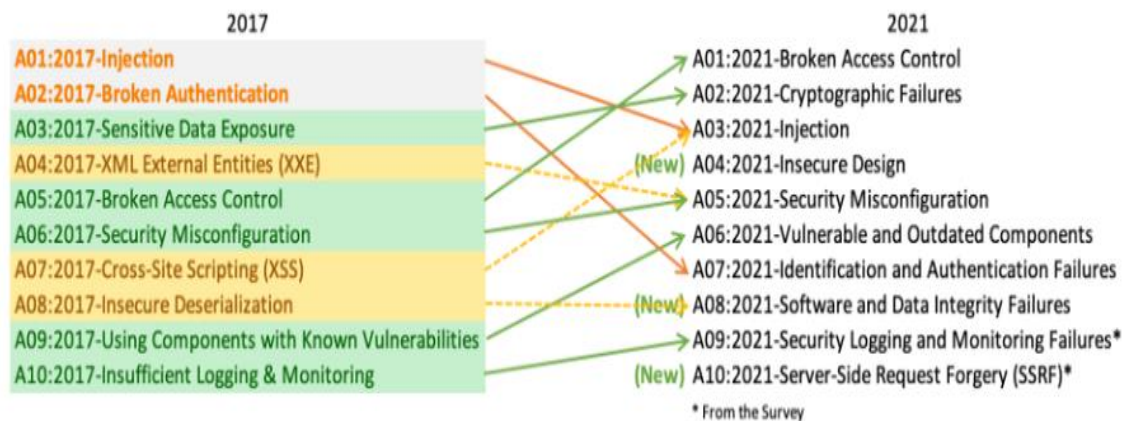 2017
2021
A01:2017-Injection
A02:2017-Broken Authentication
A03:2017-Sensitive Data Exposure
A04:2017-XML External Entities (XXE)
A05:2017-Broken Access Control
A06:2017-Security Misconfiguration
A07:2017-Cross-Site Scripting (XSS)
A08:2017-Insecure Deserialization
A09:2017-Using Components with Known Vulnerabilities
A10:2017-Insufficient Logging & Monitoring
A01:2021-Broken Access Control
A02:2021-Cryptographic Failures
A03:2021-Injection
(New) A04:2021-Insecure Design
A05:2021-Security Misconfiguration
A06:2021-Vulnerable and Outdated Components
A07:2021-Identification and Authentication Failures
(New) A08:2021-Software and Data Integrity Failures
A09:2021-Security Logging and Monitoring Failures*
(New) A10:2021-Server-Side Request Forgery (SSRF)*
* From the Survey